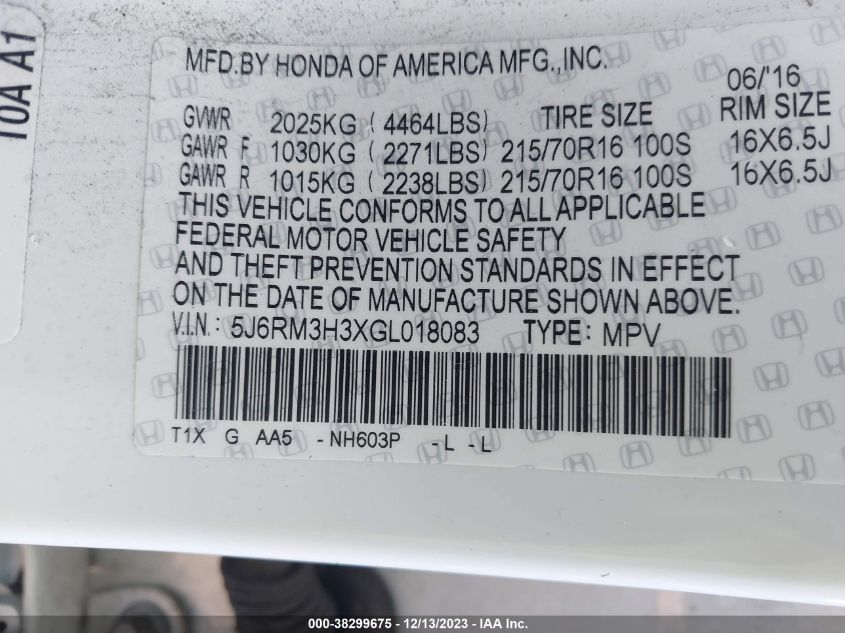 10A A1
MFD.BY HONDA OF AMERICA MFG.,INC.
06/'16
GVWR 2025KG (4464LBS) TIRE SIZE RIM SIZE
GAWR F 1030KG (2271LBS) 215/70R16 100S 16X6.5J
GAWR R 1015KG (2238LBS) 215/70R16 100S 16X6.5J
THIS VEHICLE CONFORMS TO ALL APPLICABLE
FEDERAL MOTOR VEHICLE SAFETY
AND THEFT PREVENTION STANDARDS IN EFFECT
ON THE DATE OF MANUFACTURE SHOWN ABOVE.
V.I.N.: 5J6RM3H3XGL018083 TYPE: MPV
T1X G AA5 -NH603P -L -L
000-38299675 - 12/13/2023 - IAA Inc.